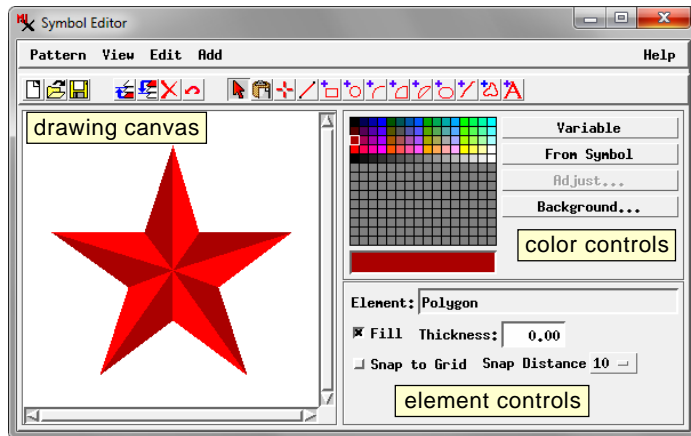 Symbol Editor
Pattern View Edit Add Help
drawing canvas
Variable
From Symbol
Adjust...
Background...
color controls
Element: Polygon
Fill Thickness: 0.00
Snap to Grid Snap Distance 10
element controls